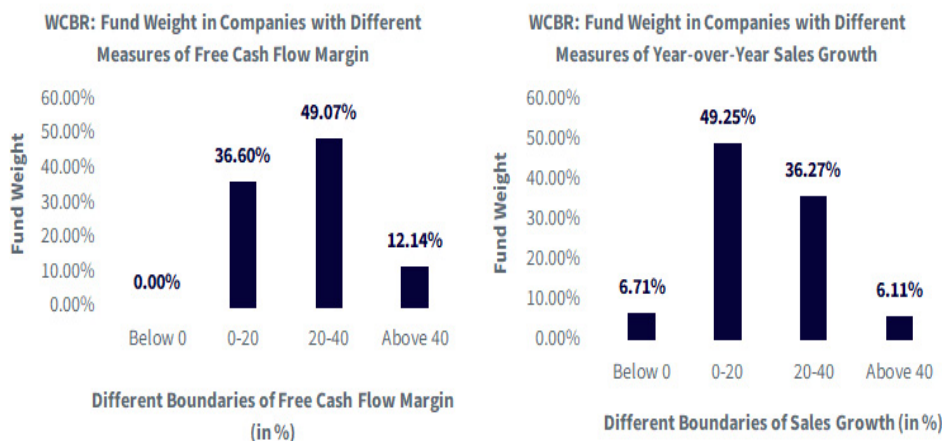 WCBR: Fund Weight in Companies with Different
Measures of Free Cash Flow Margin
Fund Weight
60.00%
50.00%
40.00%
30.00%
20.00%
10.00%
0.00%
0.00%
36.60%
49.07%
12.14%
Below 0
0-20
20-40
Above 40
Different Boundaries of Free Cash Flow Margin
(in %)
WCBR: Fund Weight in Companies with Different
Measures of Year-over-Year Sales Growth
Fund Weight
60.00%
50.00%
40.00%
30.00%
20.00%
10.00%
0.00%
6.71%
49.25%
36.27%
6.11%
Below 0
0-20
20-40
Above 40
Different Boundaries of Sales Growth (in %)